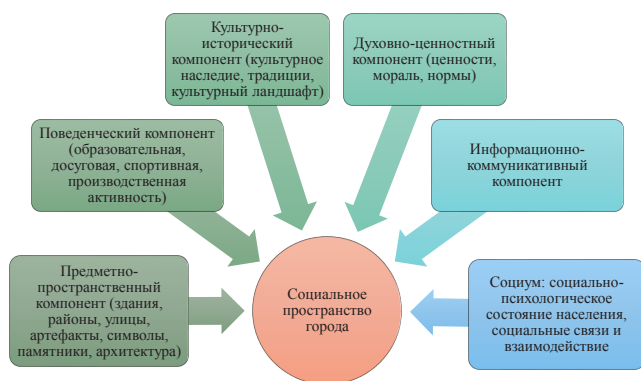 Культурно-
исторический
компонент (культурное
наследие, традиции,
культурный ландшафт)
Духовно-ценностный
компонент (ценности,
мораль, нормы)
Поведенческий компонент
(образовательная,
досуговая, спортивная,
производственная
активность)
Информационно-
коммуникативный
компонент
Предметно-
пространственный
компонент (здания,
районы, улицы,
артефакты, символы,
памятники, архитектура)
Социальное
пространство
города
Социум: социально-
психологическое
состояние населения,
социальные связи и
взаимодействие